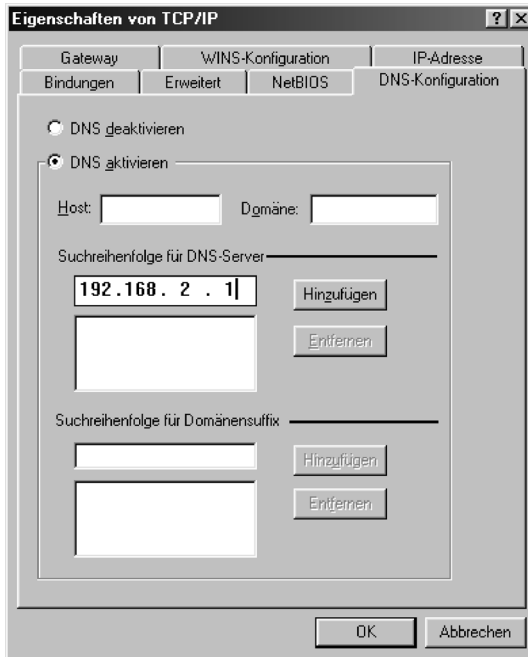 Eigenschaften von TCP/IP
Gateway WINS-Konfiguration IP-Adresse
Bindungen Erweitert NetBIOS DNS-Konfiguration
DNS deaktivieren
DNS aktivieren
Host: Domäne:
Suchreihenfolge für DNS-Server
192.168. 2 . 1 Hinzufügen
Entfernen
Suchreihenfolge für Domänensuffix
Hinzufügen
Entfernen
OK Abbrechen